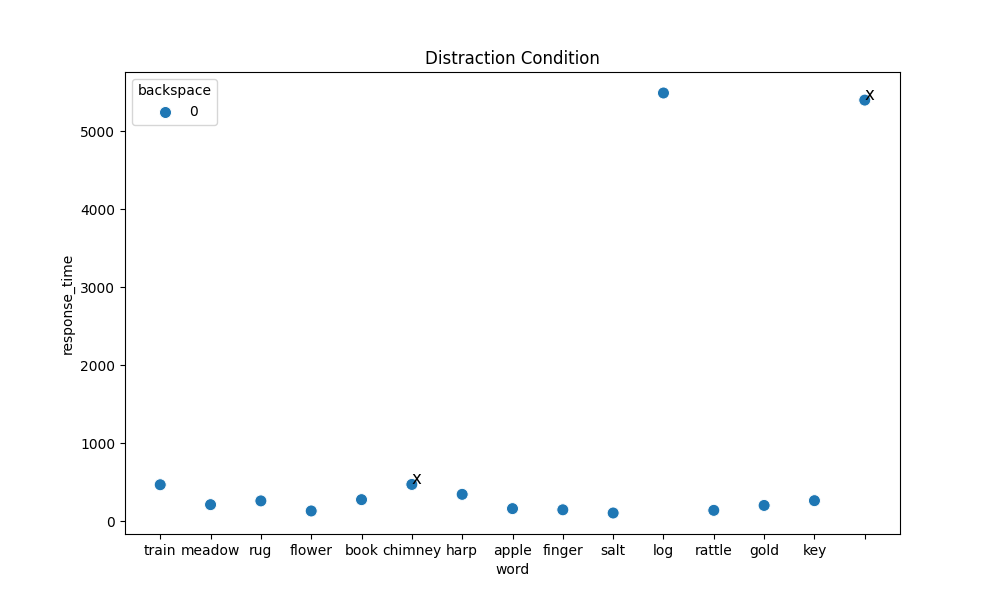 Distraction Condition
backspace
0
x
5000
4000
3000
2000
1000
0
x
response_time
train meadow rug flower book chimney harp apple finger salt log rattle gold key
word